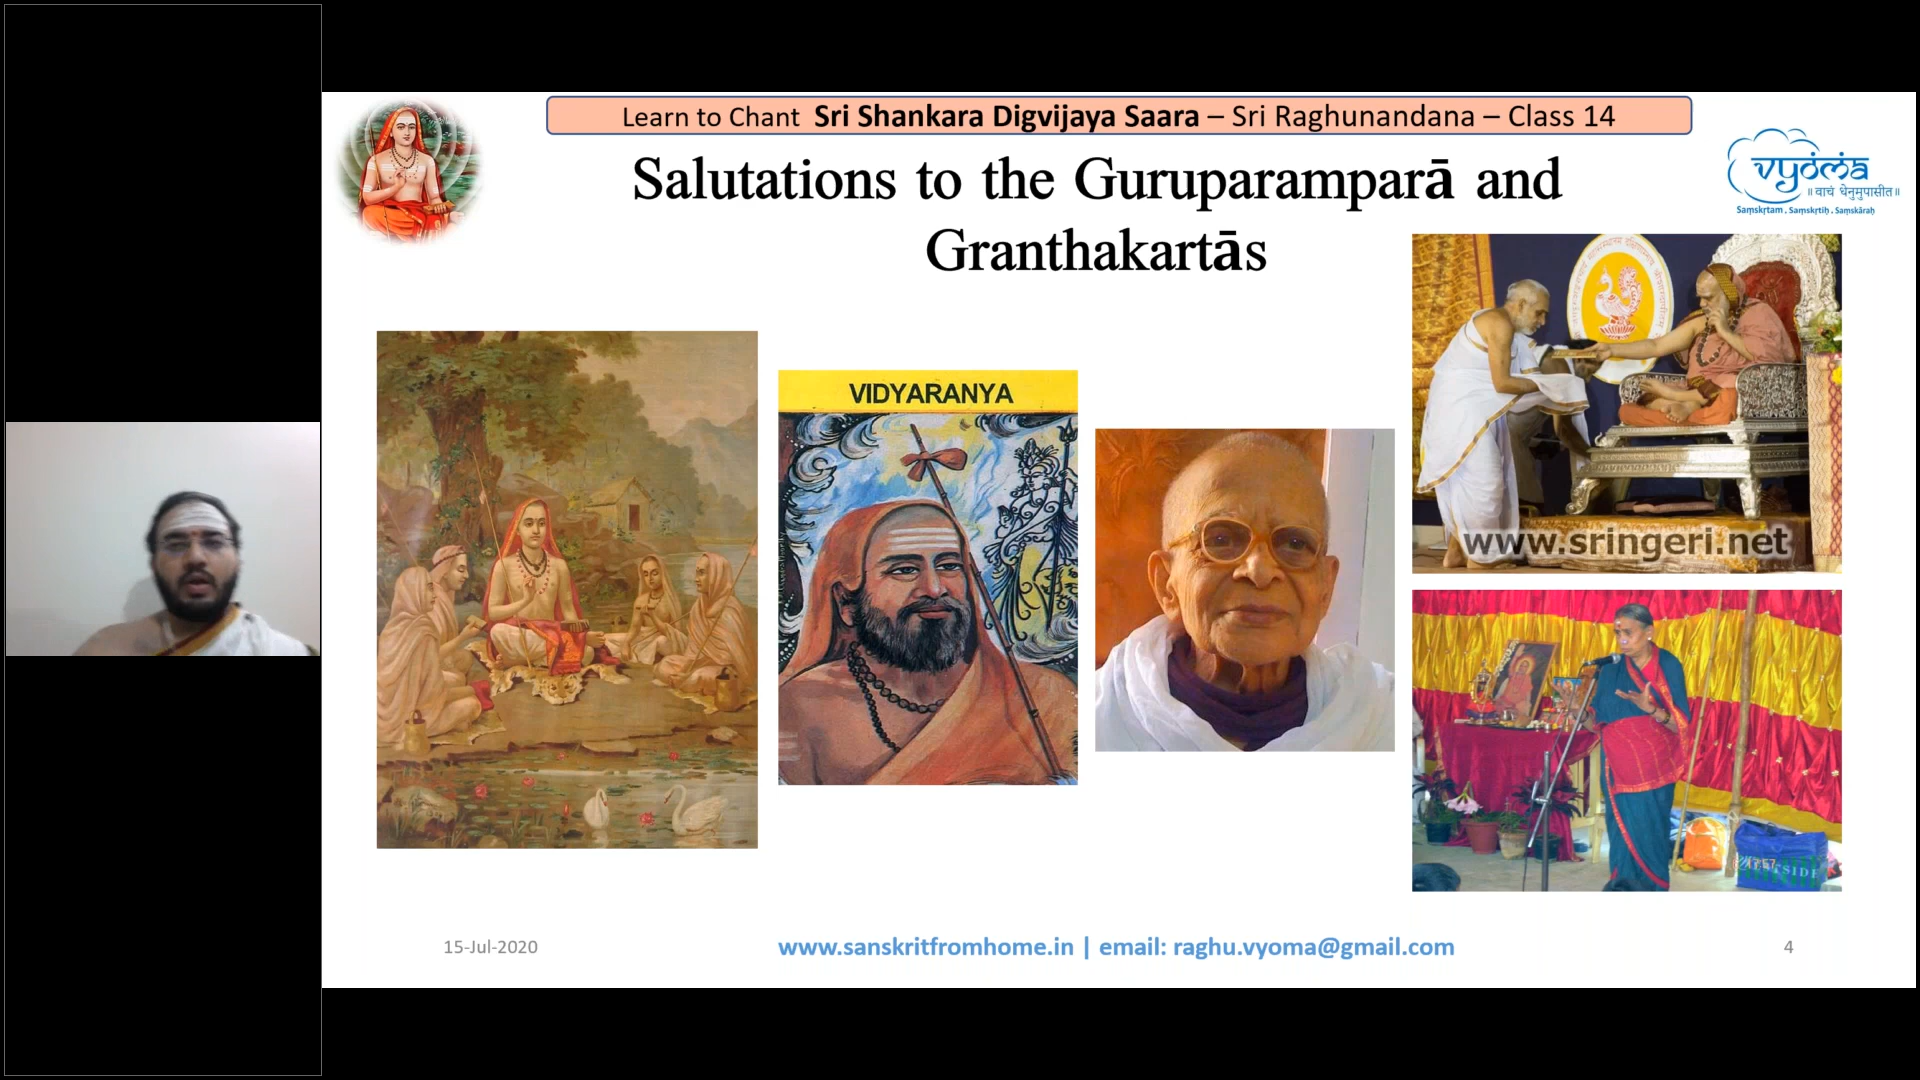 Learn to Chant Sri Shankara Digvijaya Saara – Sri Raghunandana – Class 14
Salutations to the Guruparamparā and
Granthakartās
vyoma
॥ वाचं धेनुमुपासीत॥
Saṃskṛtam . Saṃskṛtiḥ . Saṃskāraḥ
VIDYARANYA
www.sringeri.net
15-Jul-2020
www.sanskritfromhome.in | email: raghu.vyoma@gmail.com
4